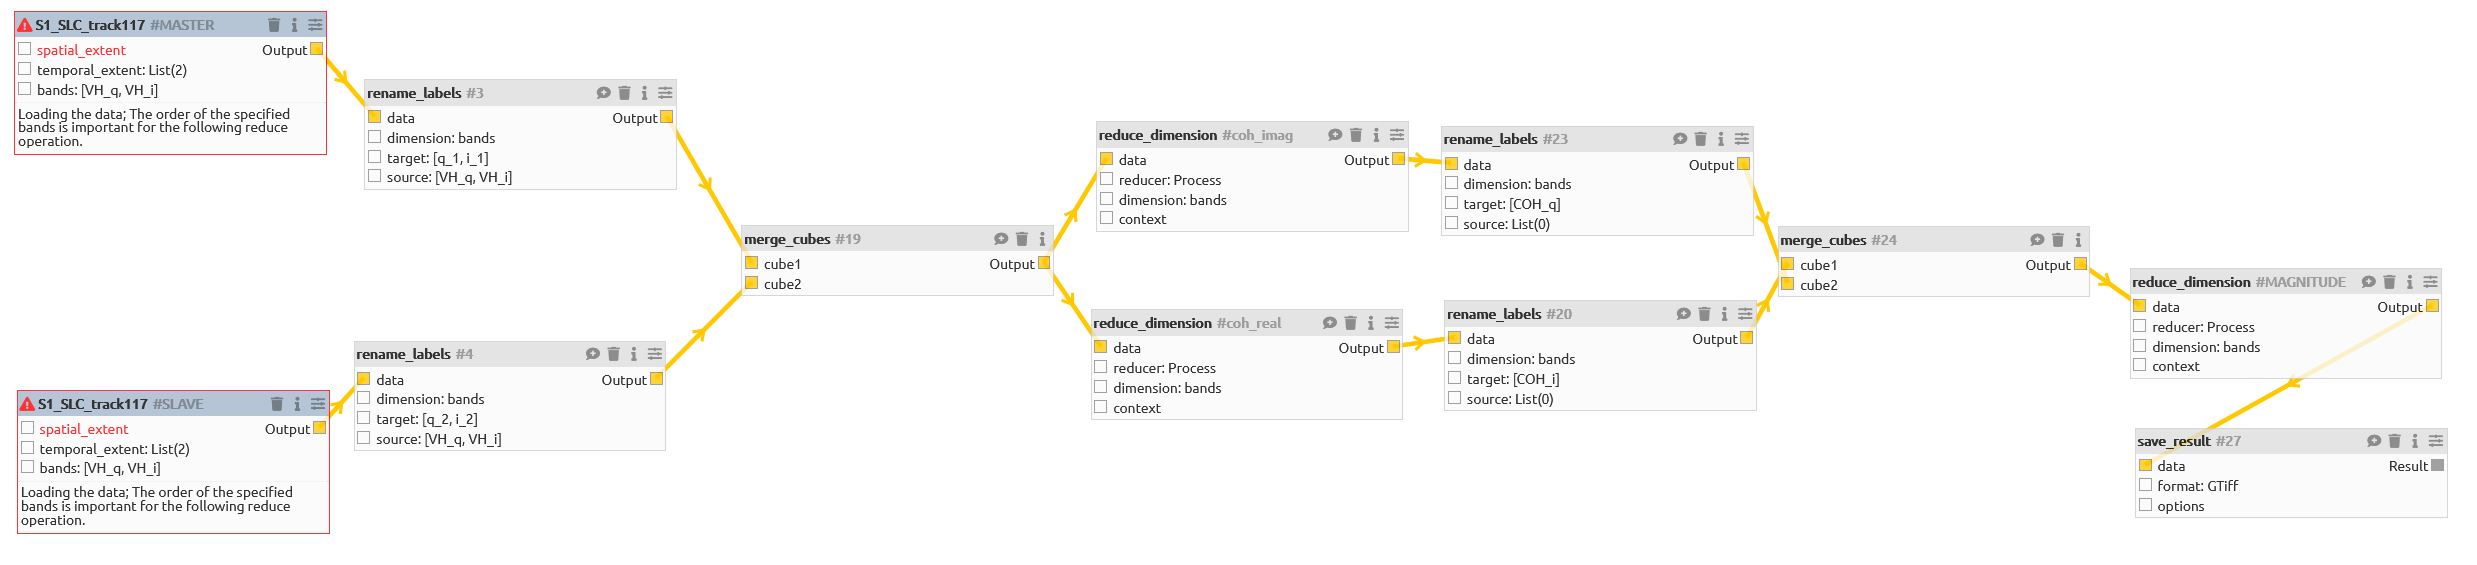 S1_SLC_track117 #MASTER
spatial_extent Output
temporal_extent: List(2)
bands: [VH_q, VH_i]
Loading the data; The order of the specified
bands is important for the following reduce
operation.
rename_labels #3
data Output
dimension: bands
target: [q_1, i_1]
source: [VH_q, VH_i]
S1_SLC_track117 #SLAVE
spatial_extent Output
temporal_extent: List(2)
bands: [VH_q, VH_i]
Loading the data; The order of the specified
bands is important for the following reduce
operation.
rename_labels #4
data Output
dimension: bands
target: [q_2, i_2]
source: [VH_q, VH_i]
merge_cubes #19
cube1 Output
cube2
reduce_dimension #coh_imag
data Output
reducer: Process
dimension: bands
context
reduce_dimension #coh_real
data Output
reducer: Process
dimension: bands
context
rename_labels #23
data Output
dimension: bands
target: [COH_q]
source: List(0)
rename_labels #20
data Output
dimension: bands
target: [COH_i]
source: List(0)
merge_cubes #24
cube1 Output
cube2
reduce_dimension #MAGNITUDE
data Output
reducer: Process
dimension: bands
context
save_result #27
data Result
format: GTiff
options